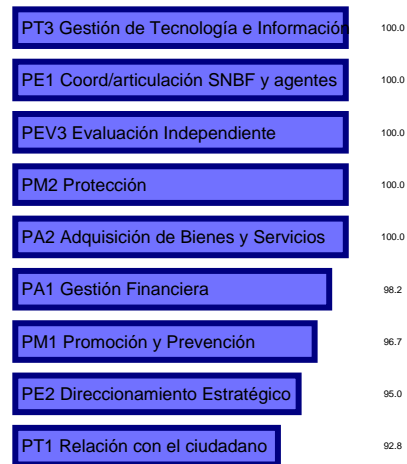 PT3 Gestión de Tecnología e Información 100.0
PE1 Coord/articulación SNBF y agentes 100.0
PEV3 Evaluación Independiente 100.0
PM2 Protección 100.0
PA2 Adquisición de Bienes y Servicios 100.0
PA1 Gestión Financiera 98.2
PM1 Promoción y Prevención 96.7
PE2 Direccionamiento Estratégico 95.0
PT1 Relación con el ciudadano 92.8